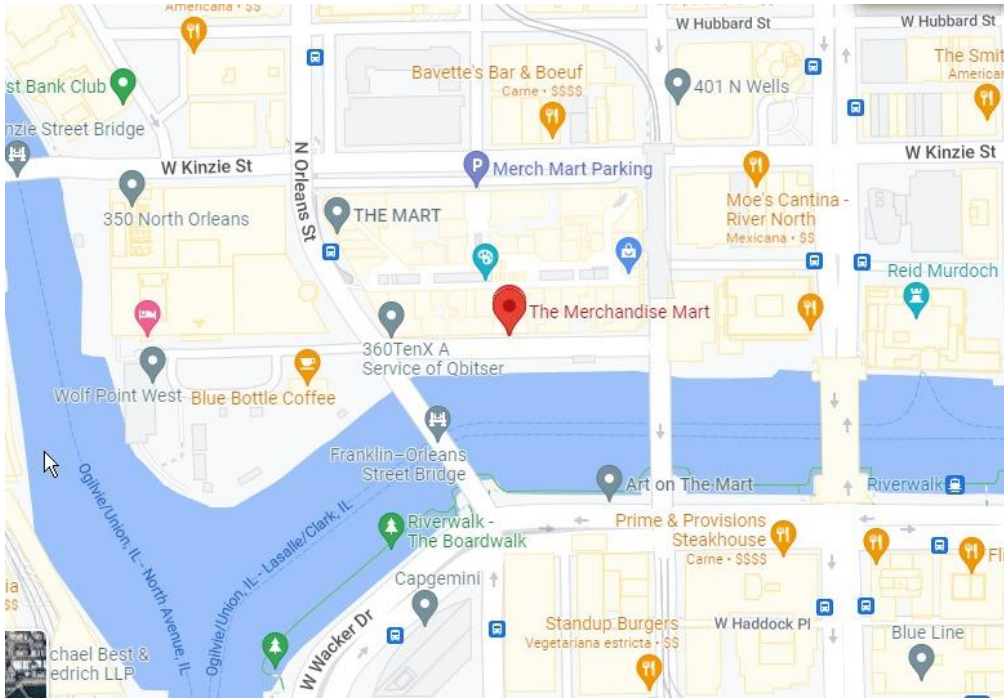 Americana • $$
W Hubbard St
W Hubbard St
st Bank Club
Bavette's Bar & Boeuf
Carne • $$$$
401 N Wells
The Smit
American
nzie Street Bridge
W Kinzie St
N Orleans St
P
Merch Mart Parking
W Kinzie St
350 North Orleans
THE MART
Moe's Cantina -
River North
Mexicana • $$
Reid Murdoch
The Merchandise Mart
360TenX A
Service of Qbitser
Wolf Point West
Blue Bottle Coffee
Franklin–Orleans
Street Bridge
Ogilvie/Union, IL - North Avenue, IL
Ogilvie/Union, IL - Lasalle/Clark, IL
Art on The Mart
Riverwalk
Riverwalk -
The Boardwalk
Prime & Provisions
Steakhouse
Carne • $$$$
Fl
Capgemini
ia
$$
W Wacker Dr
Standup Burgers
Vegetariana estricta • $$
W Haddock Pl
Blue Line
chael Best &
edrich LLP